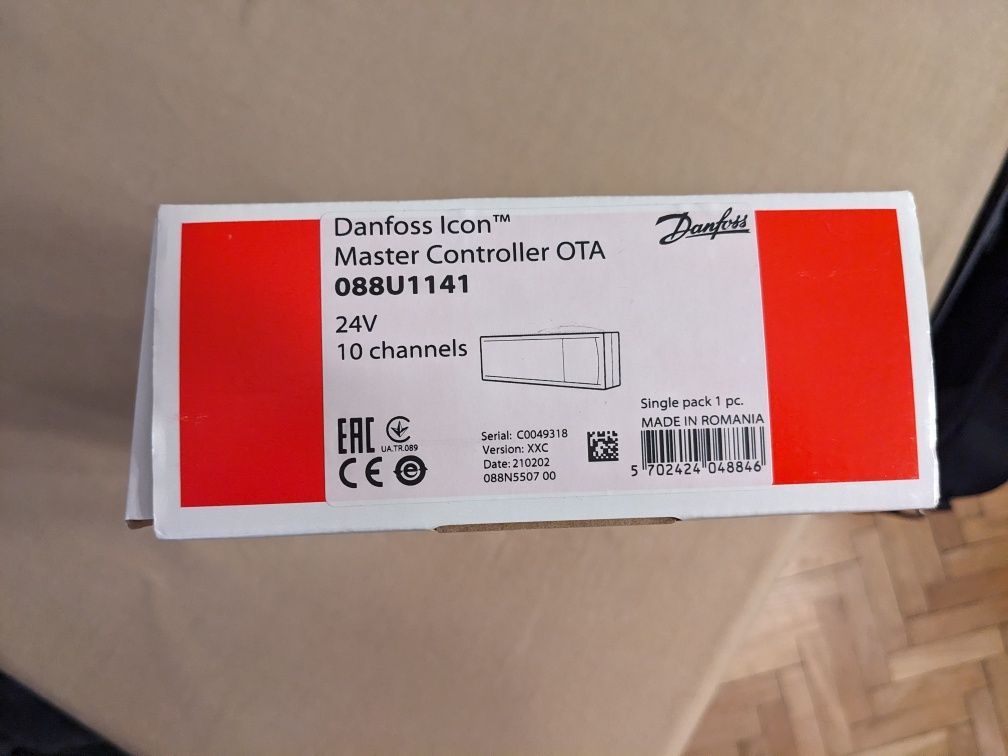 Danfoss Icon™
Master Controller OTA
088U1141
Danfoss
24V
10 channels
EAC
UA.TR.089
CE
Serial: C0049318
Version: XXC
Date: 210202
088N5507 00
Single pack 1 pc.
MADE IN ROMANIA
5 702424 048846